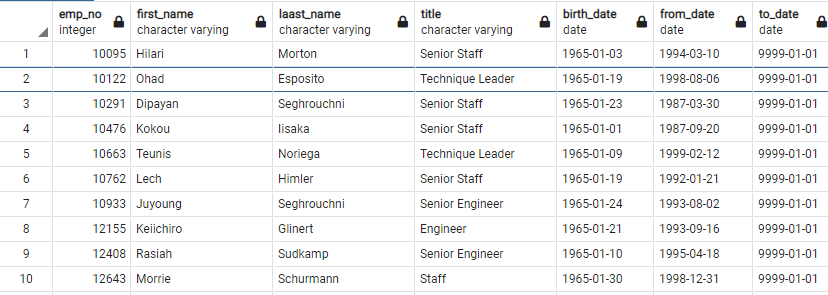 emp_no first_name laast_name title birth_date from_date to_date
integer character varying character varying character varying date date date
1 10095 Hilari Morton Senior Staff 1965-01-03 1994-03-10 9999-01-01
2 10122 Ohad Esposito Technique Leader 1965-01-19 1998-08-06 9999-01-01
3 10291 Dipayan Seghrouchni Senior Staff 1965-01-23 1987-03-30 9999-01-01
4 10476 Kokou Iisaka Senior Staff 1965-01-01 1987-09-20 9999-01-01
5 10663 Teunis Noriega Technique Leader 1965-01-09 1999-02-12 9999-01-01
6 10762 Lech Himler Senior Staff 1965-01-19 1992-01-21 9999-01-01
7 10933 Juyoung Seghrouchni Senior Engineer 1965-01-24 1993-08-02 9999-01-01
8 12155 Keiichiro Glinert Engineer 1965-01-21 1993-09-16 9999-01-01
9 12408 Rasiah Sudkamp Senior Engineer 1965-01-10 1995-04-18 9999-01-01
10 12643 Morrie Schurmann Staff 1965-01-30 1998-12-31 9999-01-01